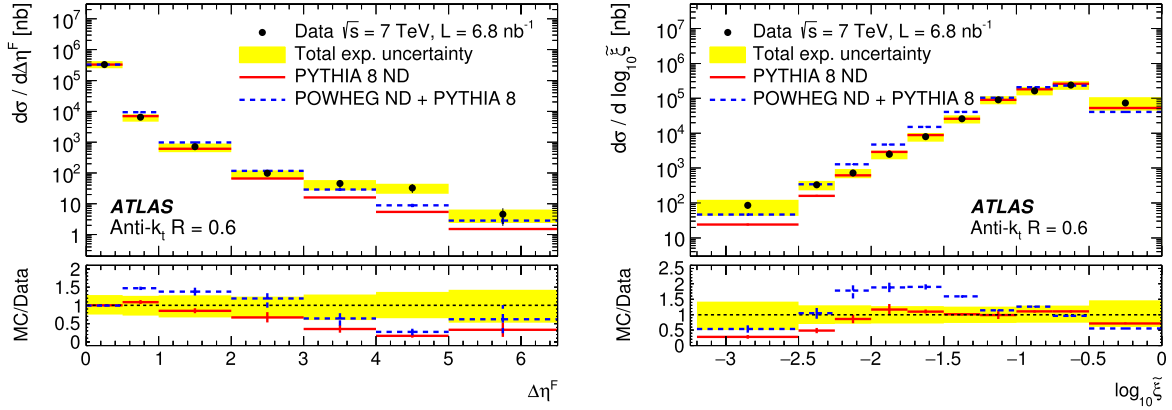 dσ / dΔη^F [nb]
10^7
10^6
10^5
10^4
10^3
10^2
10
1
Data √s = 7 TeV, L = 6.8 nb^-1
Total exp. uncertainty
PYTHIA 8 ND
POWHEG ND + PYTHIA 8
ATLAS
Anti-k_t R = 0.6
MC/Data
2
1.5
1
0.5
0
0 1 2 3 4 5 6
Δη^F
dσ / d log_10 ξ̃ [nb]
10^7
10^6
10^5
10^4
10^3
10^2
10
Data √s = 7 TeV, L = 6.8 nb^-1
Total exp. uncertainty
PYTHIA 8 ND
POWHEG ND + PYTHIA 8
ATLAS
Anti-k_t R = 0.6
MC/Data
2.5
2
1.5
1
0.5
0
−3 −2.5 −2 −1.5 −1 −0.5 0
log_10 ξ̃